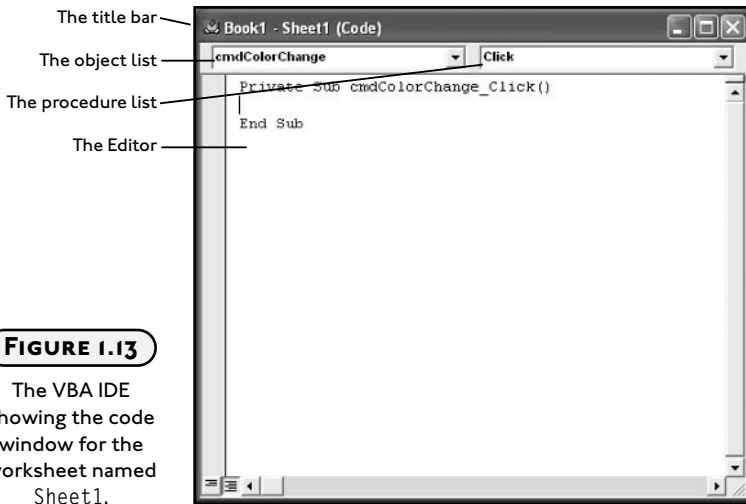 The title bar
Book1 - Sheet1 (Code)
The object list
cmdColorChange
Click
The procedure list
Private Sub cmdColorChange_Click()
End Sub
The Editor
FIGURE 1.13
The VBA IDE
howing the code
window for the
worksheet named
Sheet1.